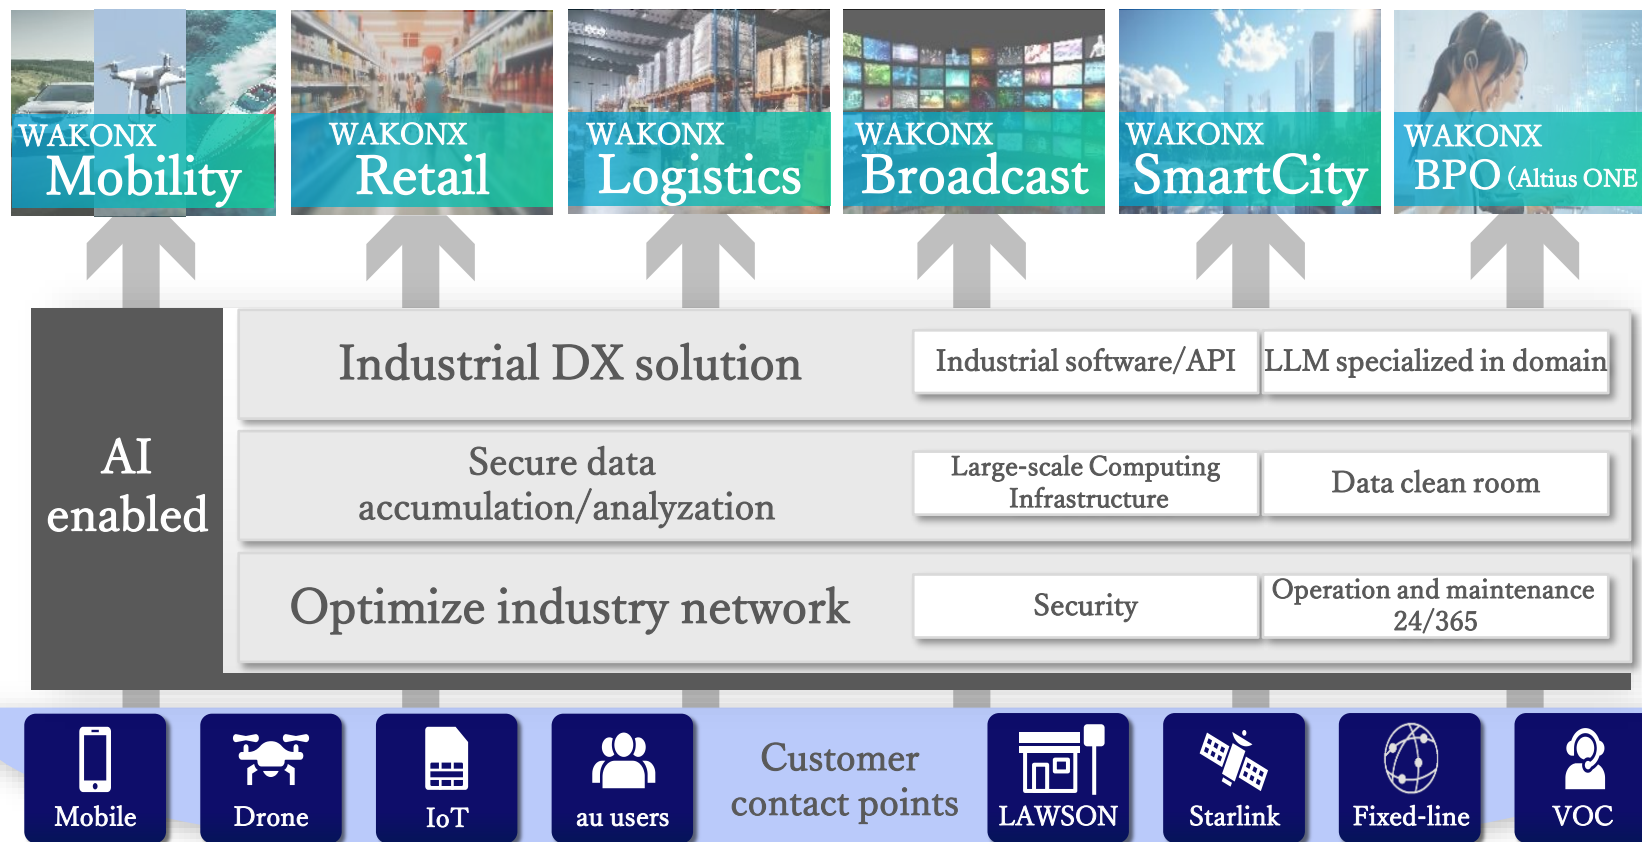 WAKONX
Mobility
WAKONX
Retail
WAKONX
Logistics
WAKONX
Broadcast
WAKONX
SmartCity
WAKONX
BPO (Altius ONE
AI
enabled
Industrial DX solution
Industrial software/API
LLM specialized in domain
Secure data
accumulation/analyzation
Large-scale Computing
Infrastructure
Data clean room
Optimize industry network
Security
Operation and maintenance
24/365
Mobile
Drone
IoT
au users
Customer
contact points
LAWSON
Starlink
Fixed-line
VOC